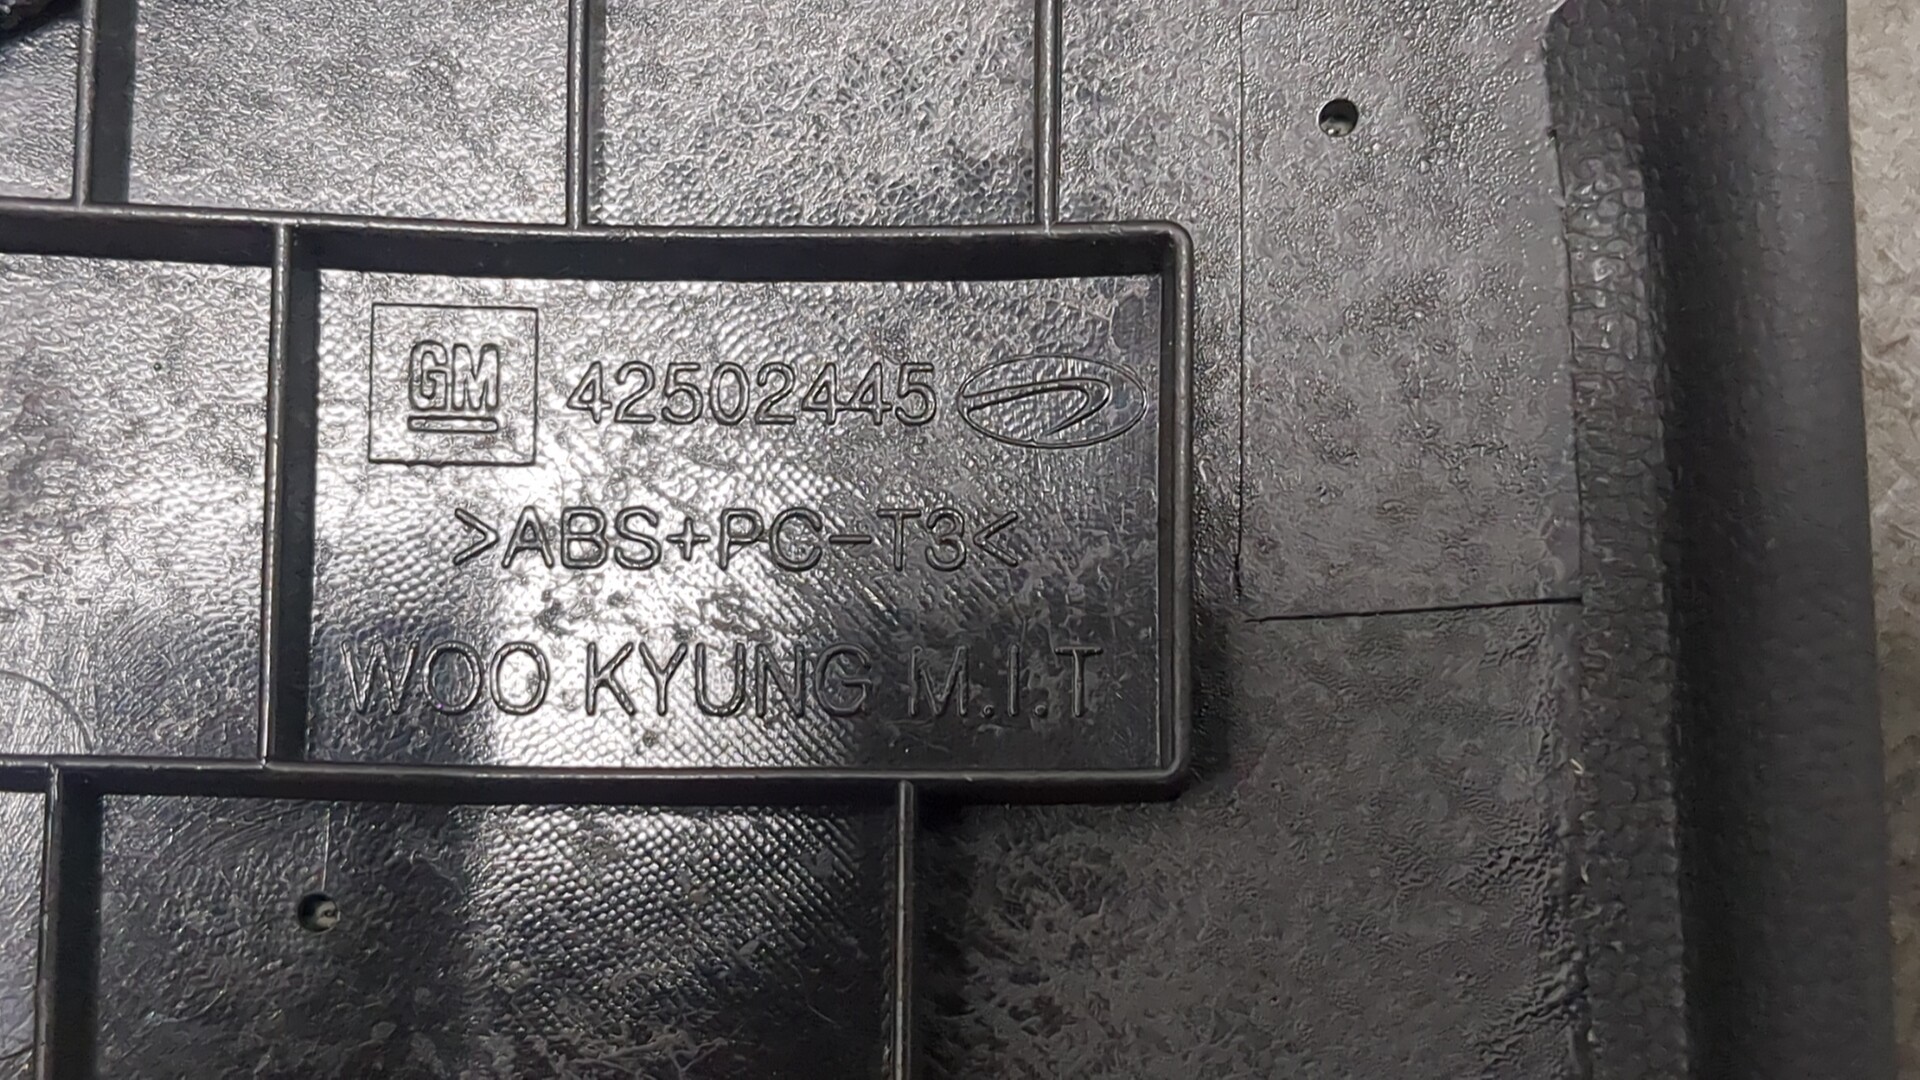 GM 42502445
>ABS+PC-T3<
WOO KYUNG M.I.T